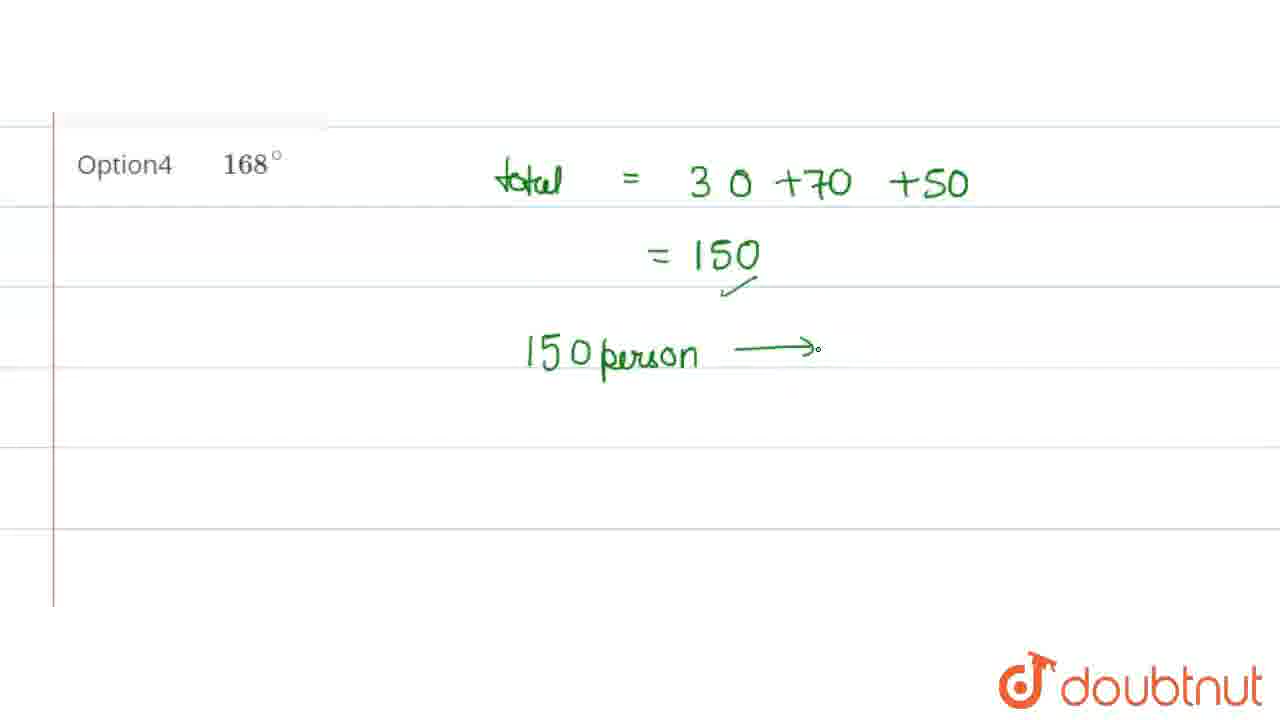 Option4 168°
total = 30 +70 +50
= 150
150 person →
doubtnut